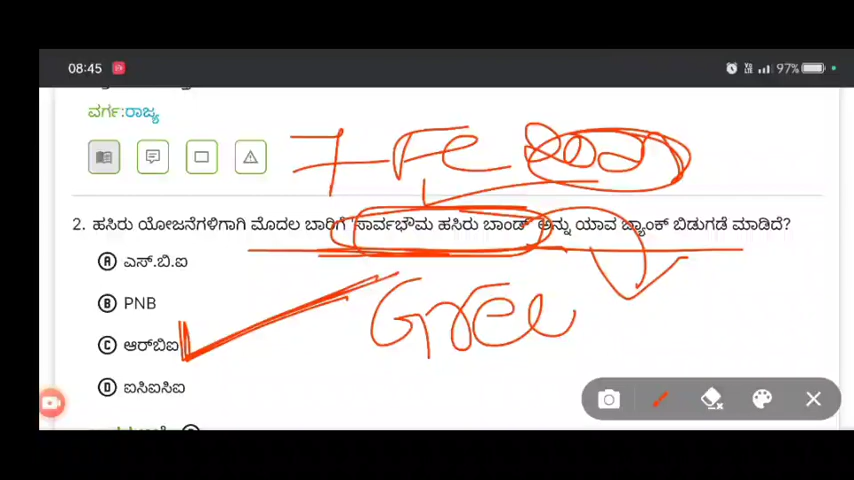 08:45
97%
ವರ್ಗ:ರಾಜ್ಯ
2. ಹಸಿರು ಯೋಜನೆಗಳಿಗಾಗಿ ಮೊದಲ ಬಾರಿಗೆ 'ಸಾರ್ವಭೌಮ ಹಸಿರು ಬಾಂಡ್' ಅನ್ನು ಯಾವ ಬ್ಯಾಂಕ್ ಬಿಡುಗಡೆ ಮಾಡಿದೆ?
A ಎಸ್.ಬಿ.ಐ
B PNB
C ಆರ್‌ಬಿಐ
D ಐಸಿಐಸಿಐ